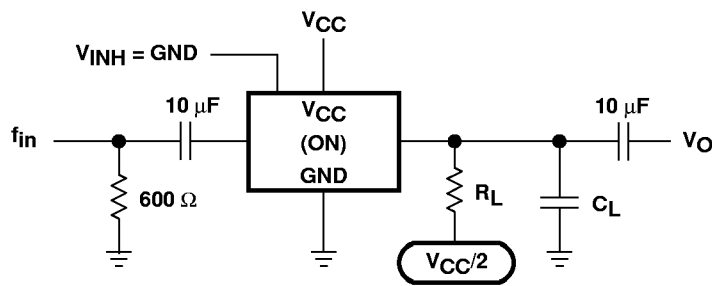 VCC
VINH = GND
10 μF
VCC
10 μF
fin
(ON)
VO
GND
600 Ω
RL
CL
VCC/2